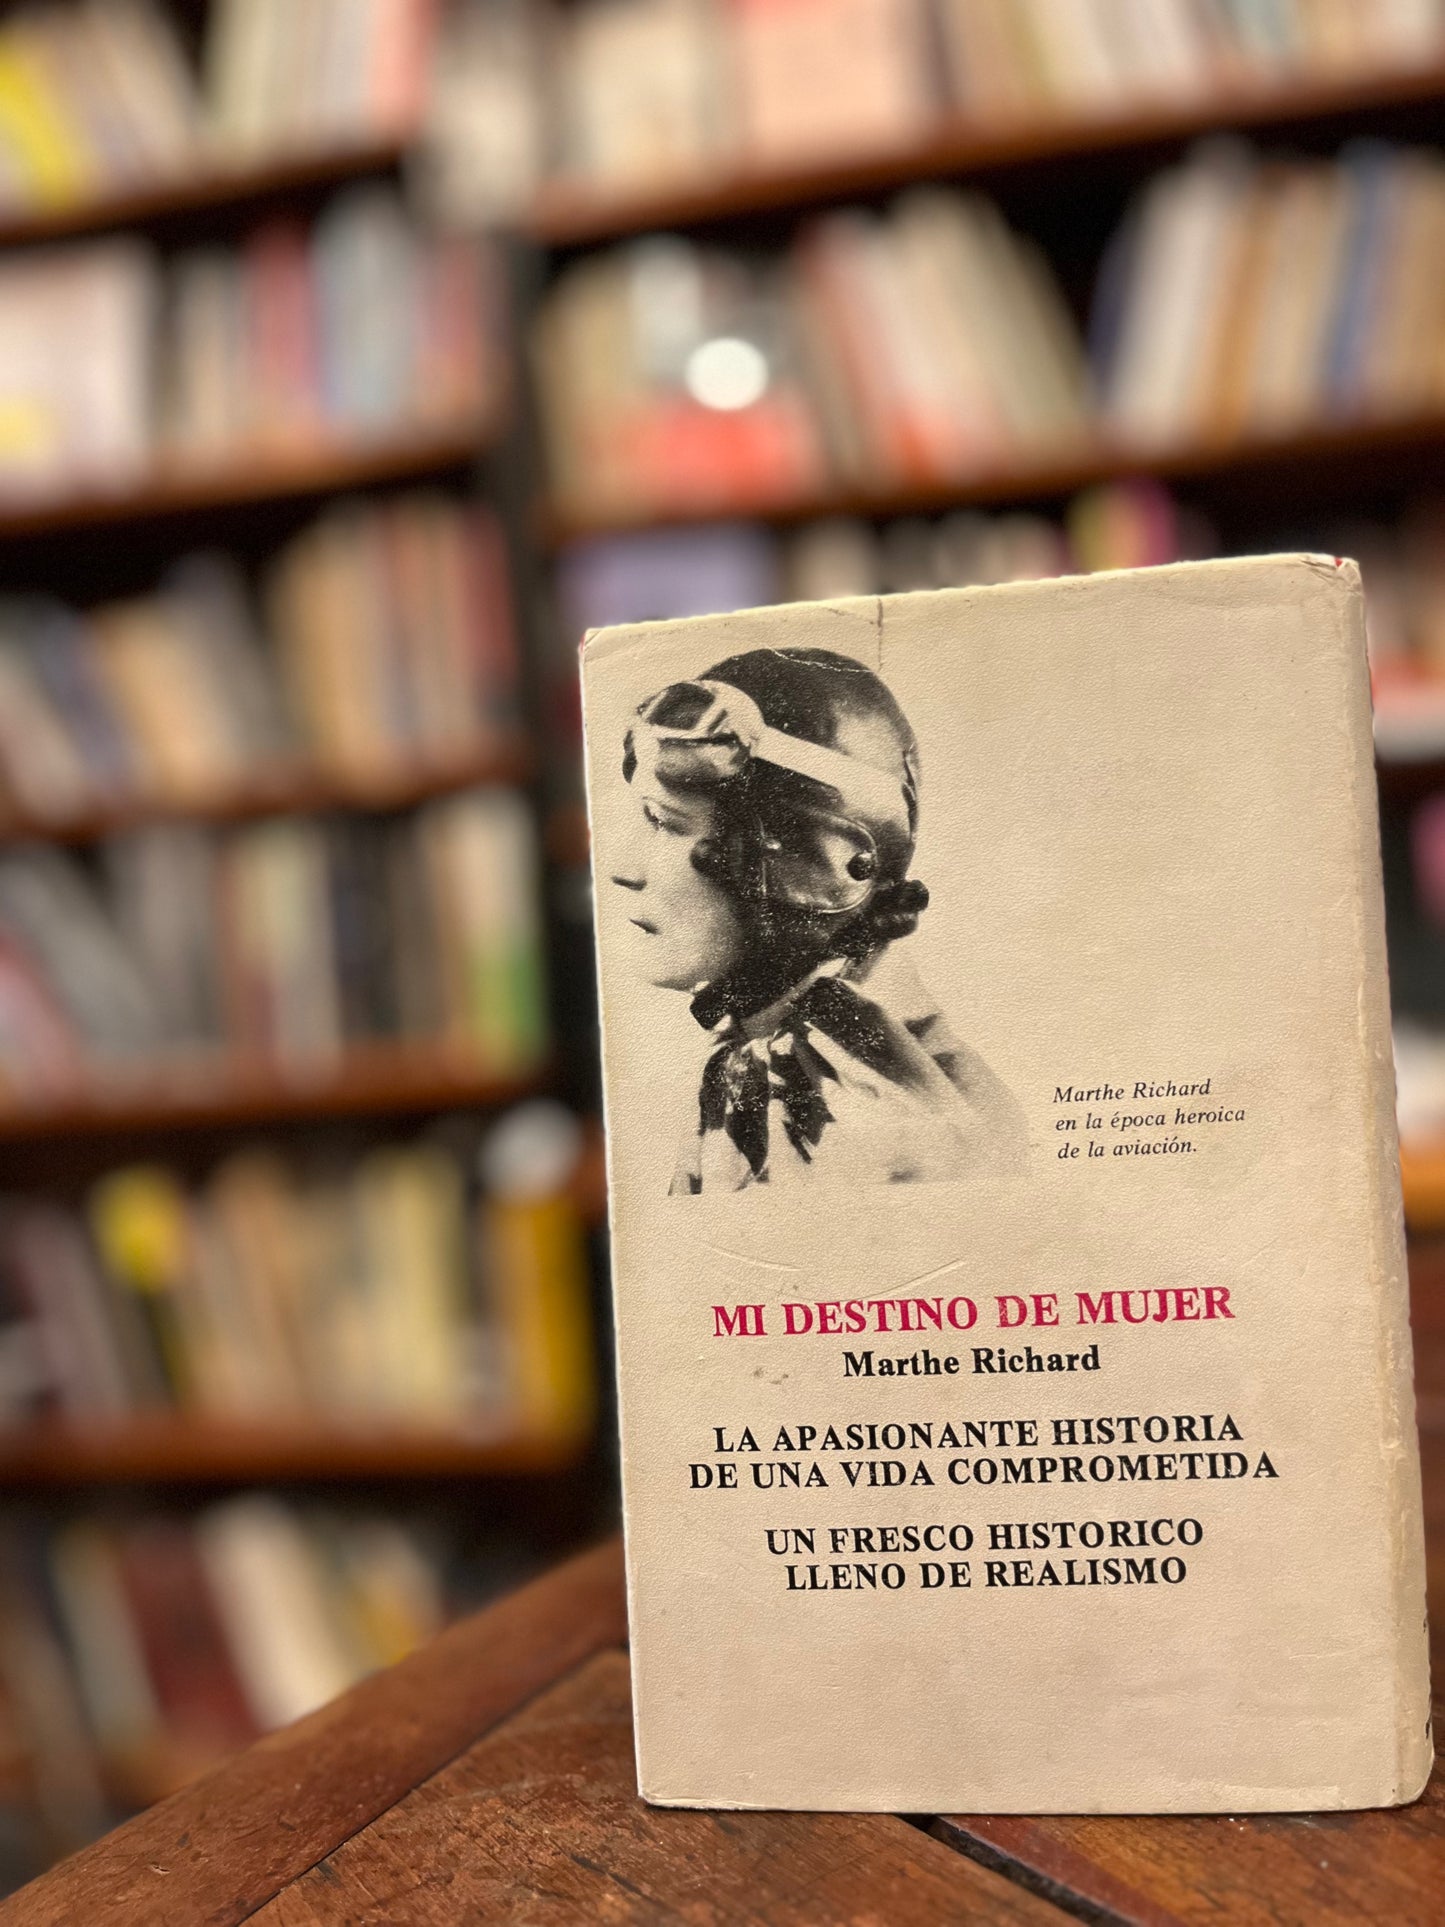 Marthe Richard
en la época heroica
de la aviación.
MI DESTINO DE MUJER
Marthe Richard
LA APASIONANTE HISTORIA
DE UNA VIDA COMPROMETIDA
UN FRESCO HISTORICO
LLENO DE REALISMO